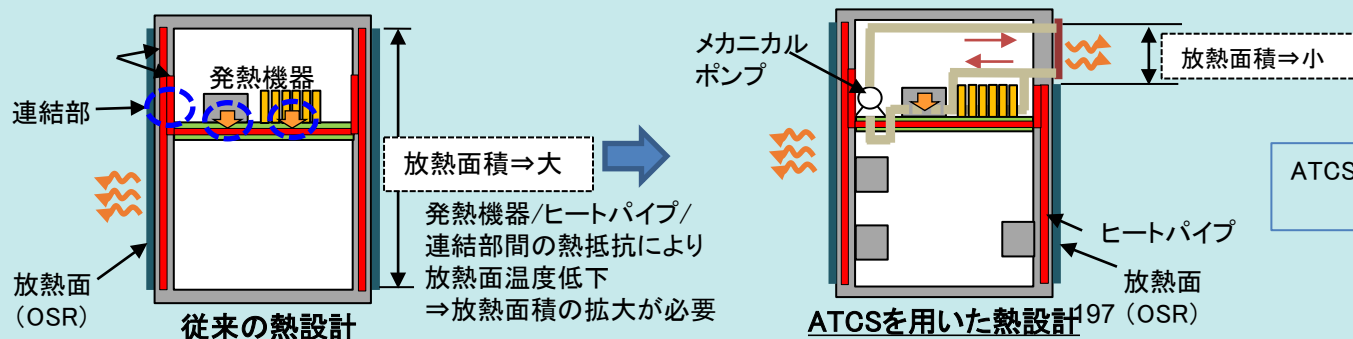 発熱機器
連結部
放熱面
(OSR)
従来の熱設計
放熱面積⇒大
発熱機器/ヒートパイプ/
連結部間の熱抵抗により
放熱面温度低下
⇒放熱面積の拡大が必要
メカニカル
ポンプ
放熱面積⇒小
ATCS
ヒートパイプ
放熱面
(OSR)
ATCSを用いた熱設計
197